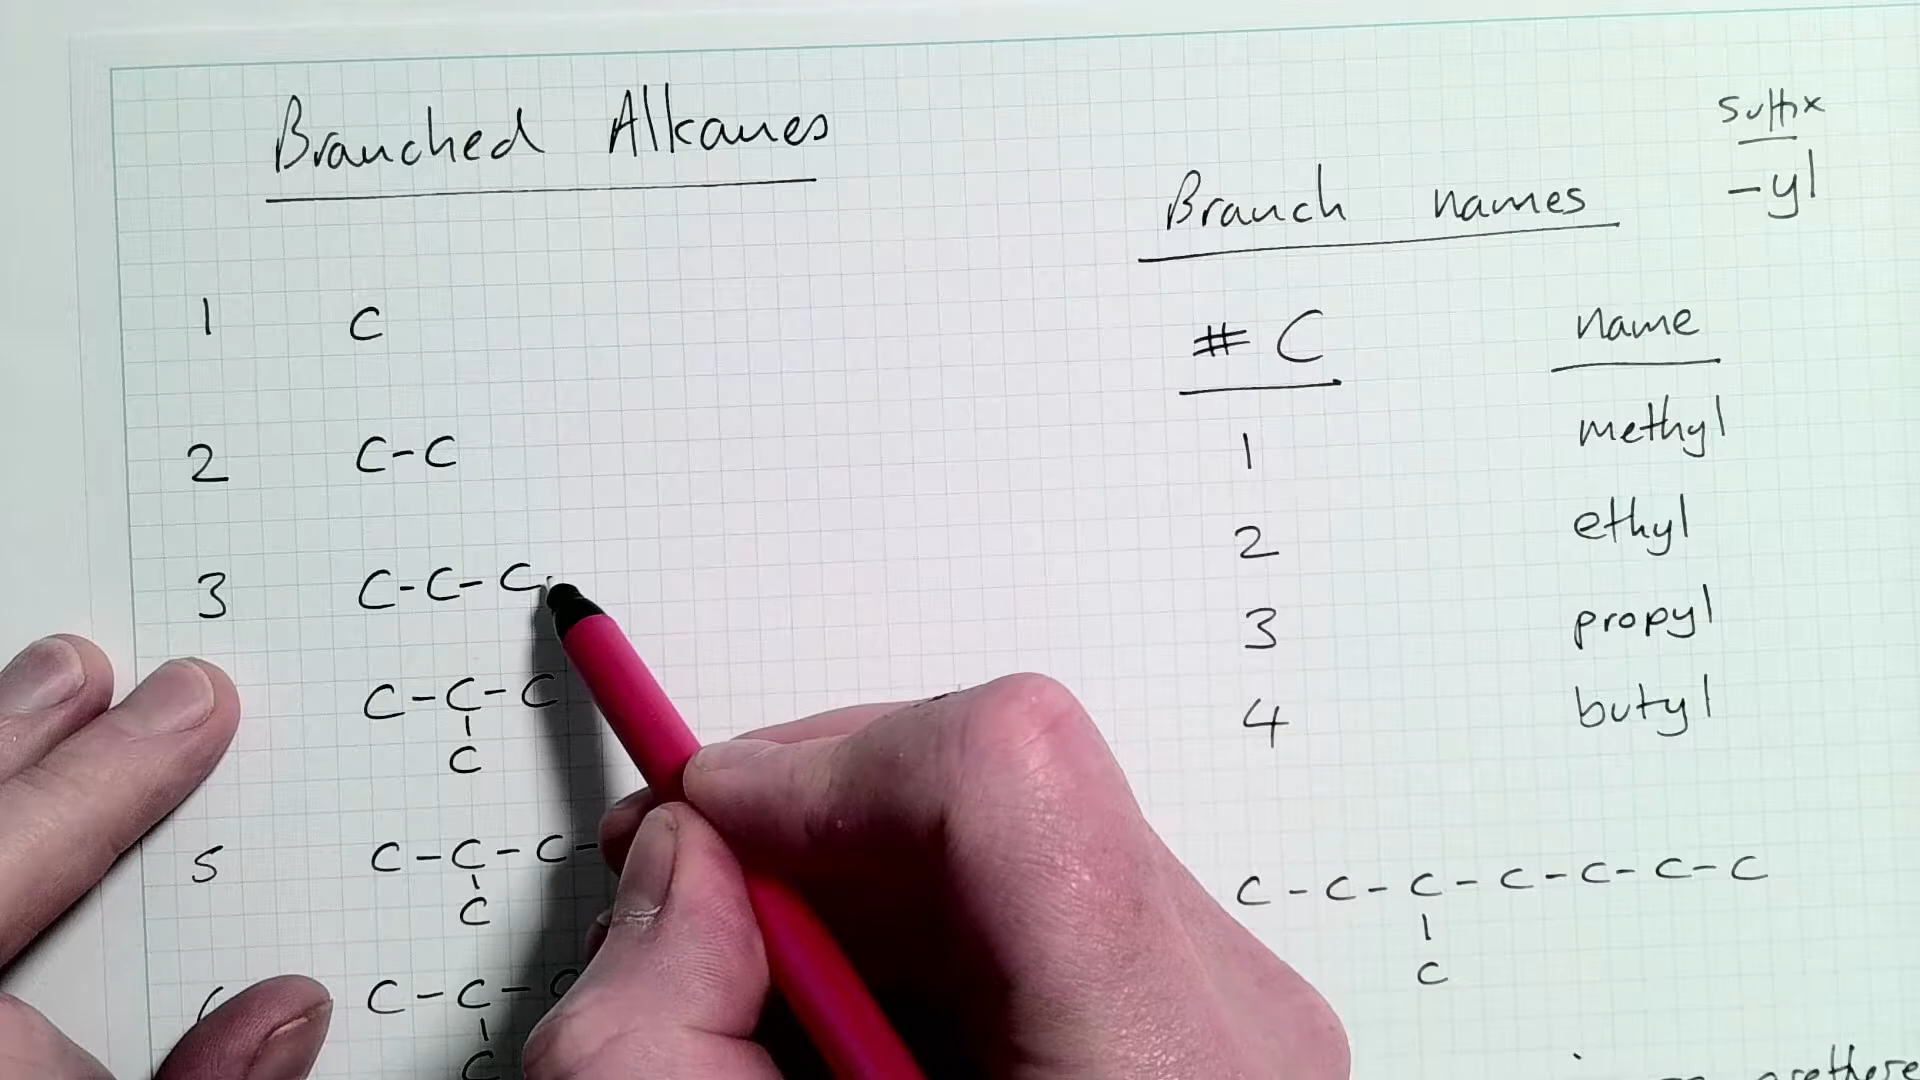 Branched Alkanes
1 C
2 C-C
3 C-C-C
C-C-C
C
5 C-C-C-
C
C-C-
C
suffix
-yl
Branch names
# C name
1 methyl
2 ethyl
3 propyl
4 butyl
C-C-C-C-C-C-C
C